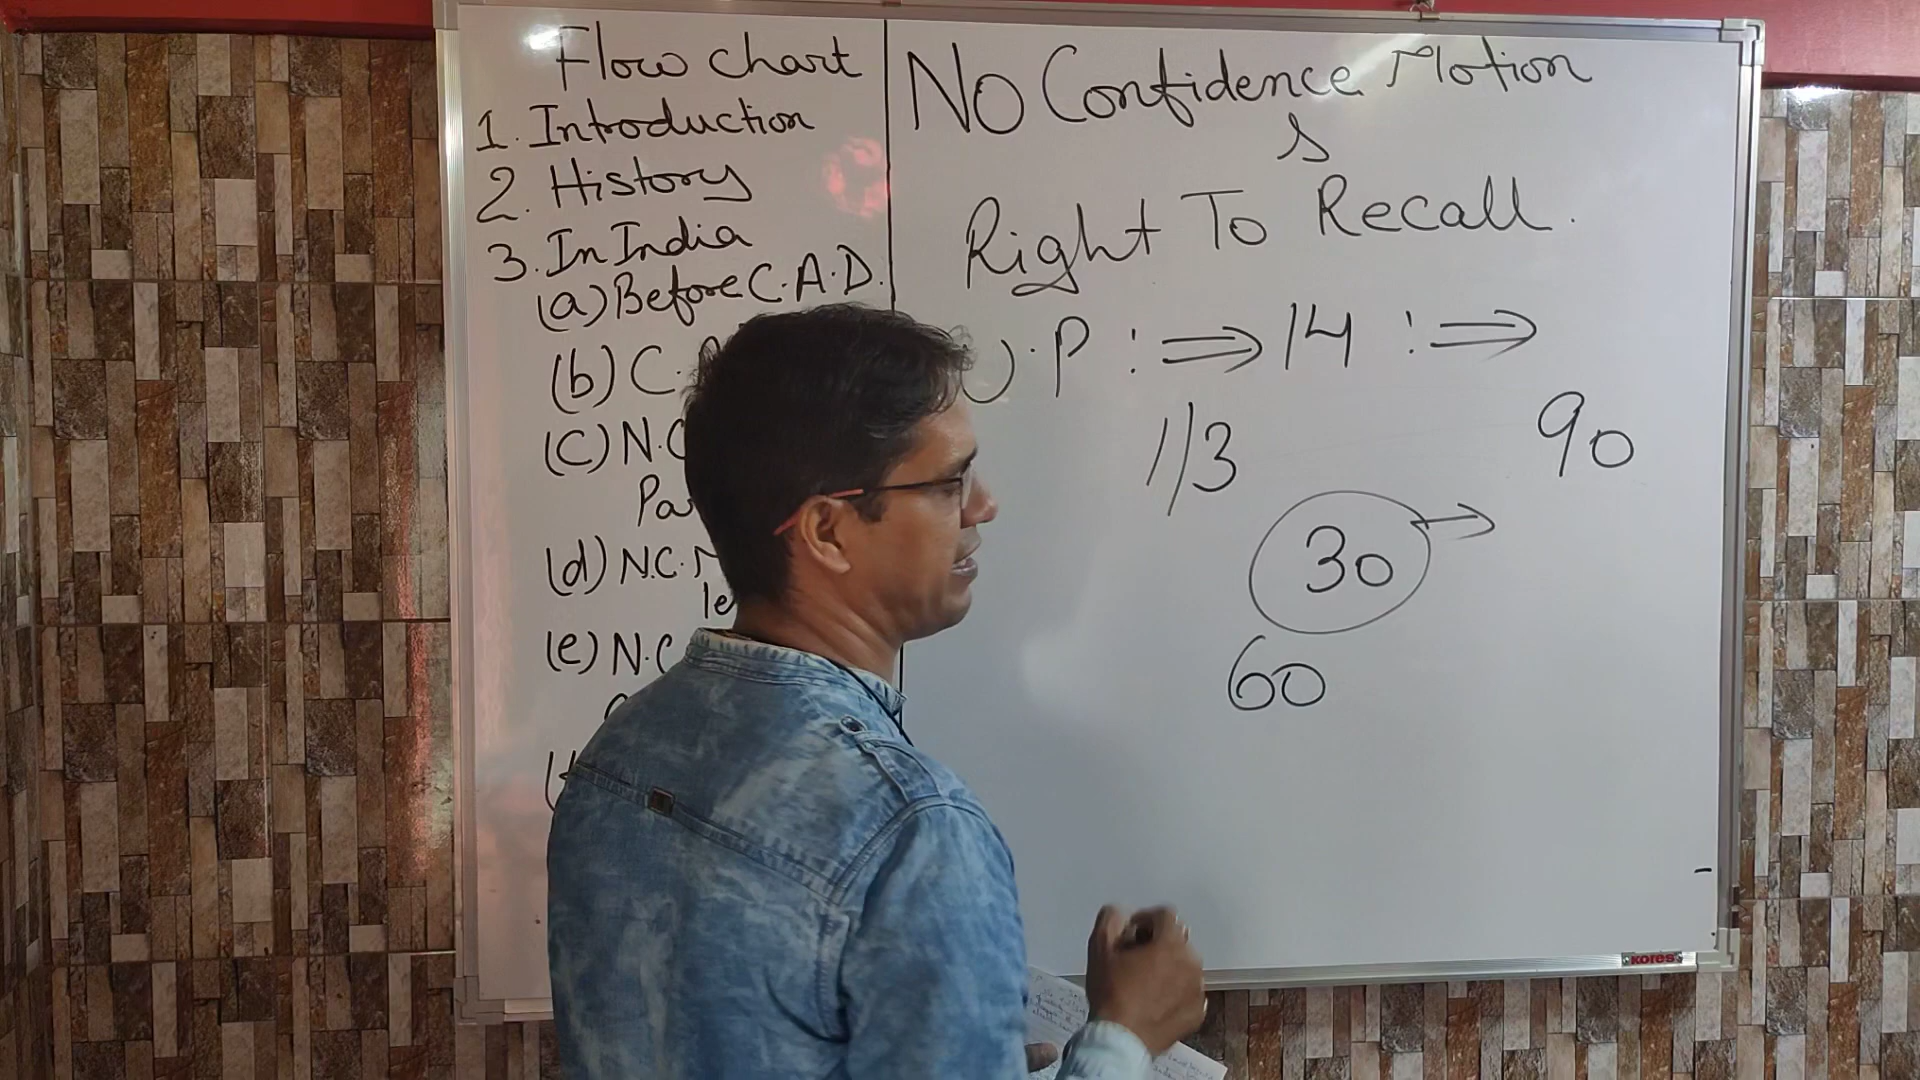 Flow chart
1. Introduction
2. History
3. In India
(a) Before C.A.D.
(b) C.
(c) N.C
Pa
(d) N.C.
le
(e) N.C
No Confidence Motion
&
Right To Recall.
U.P : ⇒ 14 : ⇒
1/3
90
30 →
60
kores